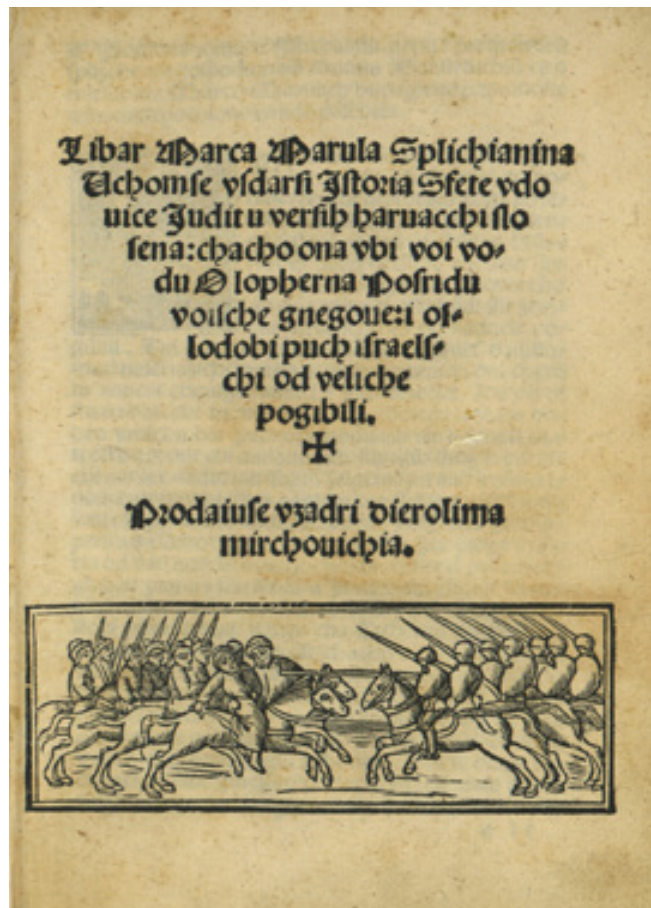 Libar Marca Marula Splichianina
Uchomse vsdarsi Istoria Sfete vdo
uice Judit u versih haruacchi slo
sena: chacho ona vbi voi vo-
du Olopherna Posridu
voische gnegoue: i os-
lodobi puch israels-
chi od veliche
pogibili.
✠
Prodaiuse vzadri vierolima
mirchouichia.